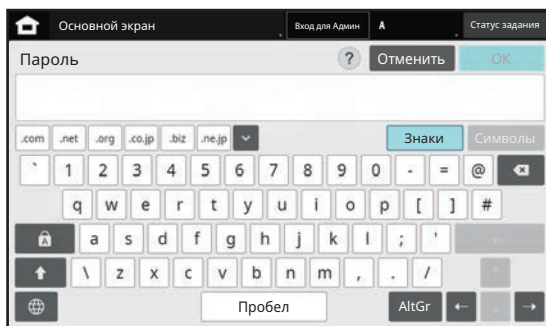 Основной экран Вход для Админ A Статус задания
Пароль ? Отменить OK
.com .net .org .co.jp .biz .ne.jp Знаки Символы
` 1 2 3 4 5 6 7 8 9 0 - = @
q w e r t y u i o p [ ] #
A a s d f g h j k l ; '
\ z x c v b n m , . /
Пробел AltGr ← ↓ →